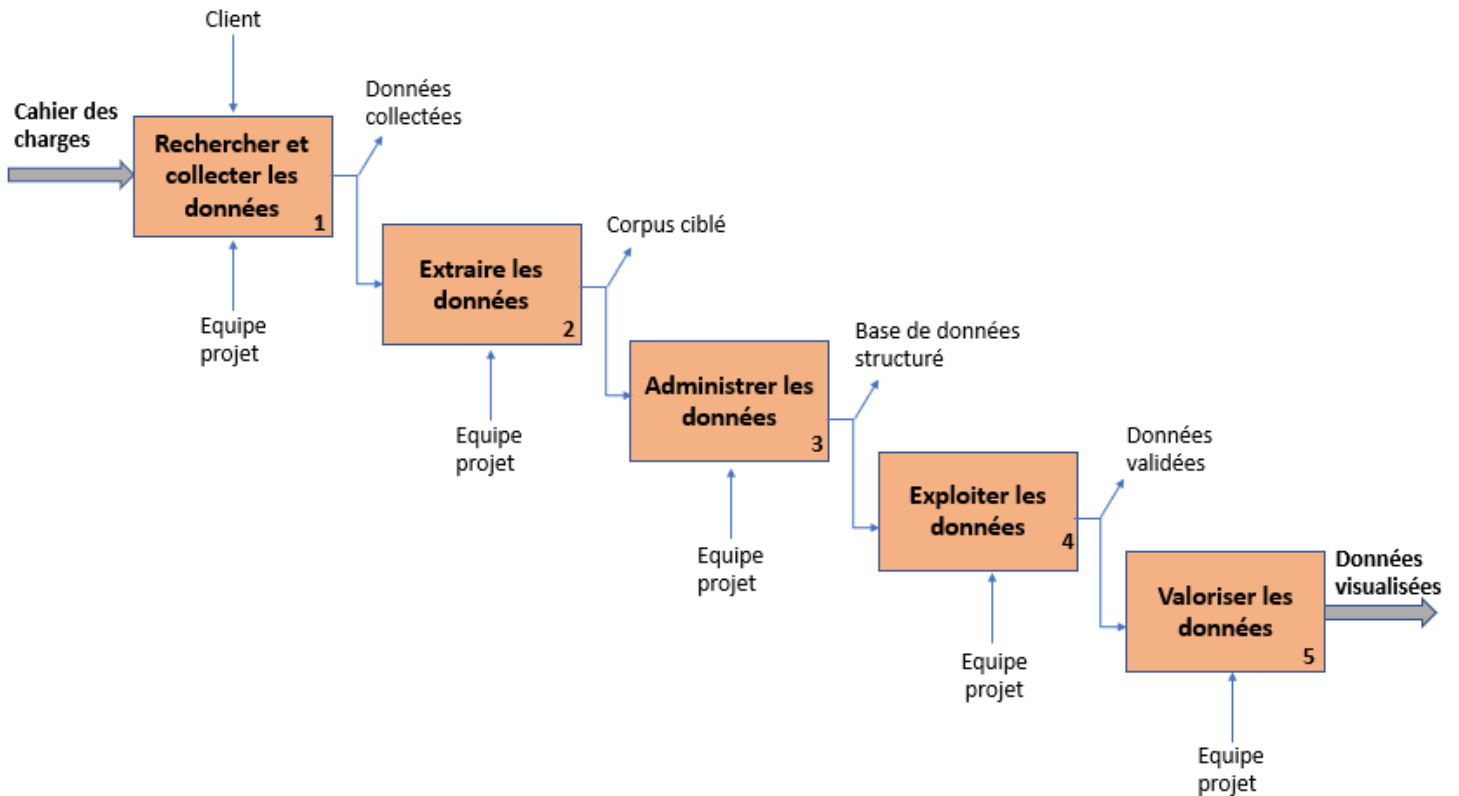 Client
Cahier des
charges
Données
collectées
Rechercher et
collecter les
données
1
Equipe
projet
Corpus ciblé
Extraire les
données
2
Equipe
projet
Base de données
structuré
Administrer les
données
3
Equipe
projet
Données
validées
Exploiter les
données
4
Equipe
projet
Données
visualisées
Valoriser les
données
5
Equipe
projet